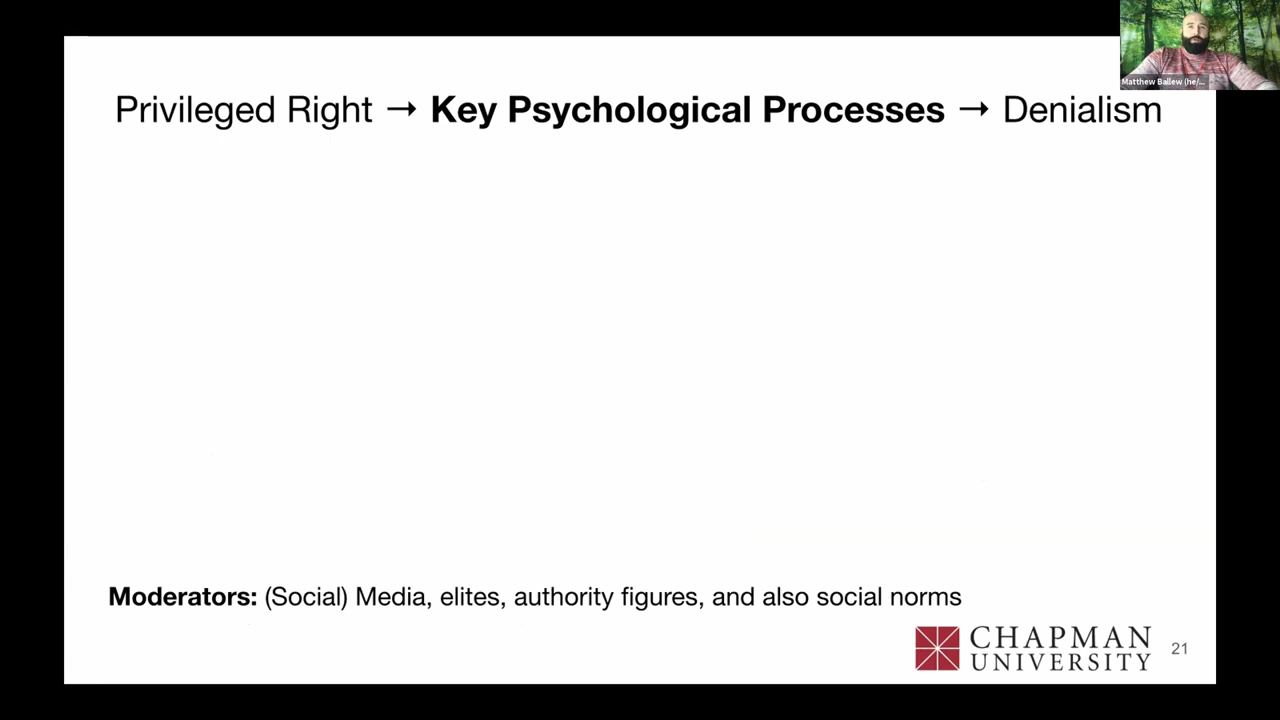 Matthew Ballew (he/...
Privileged Right → Key Psychological Processes → Denialism
Moderators: (Social) Media, elites, authority figures, and also social norms
CHAPMAN
UNIVERSITY
21